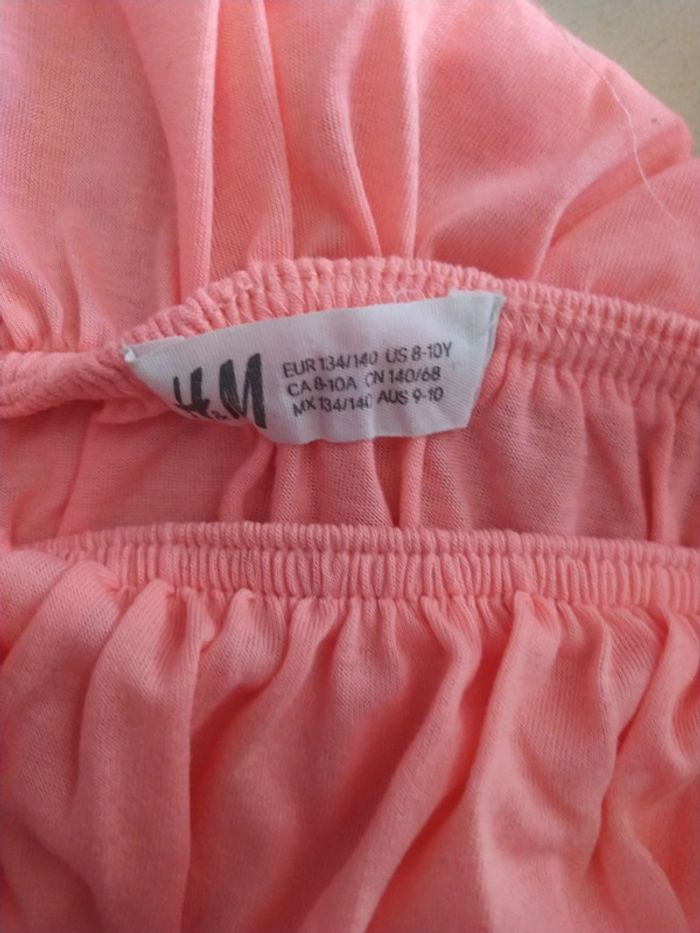 H&M
EUR 134/140 US 8-10Y
CA 8-10A CN 140/68
MX 134/140 AUS 9-10